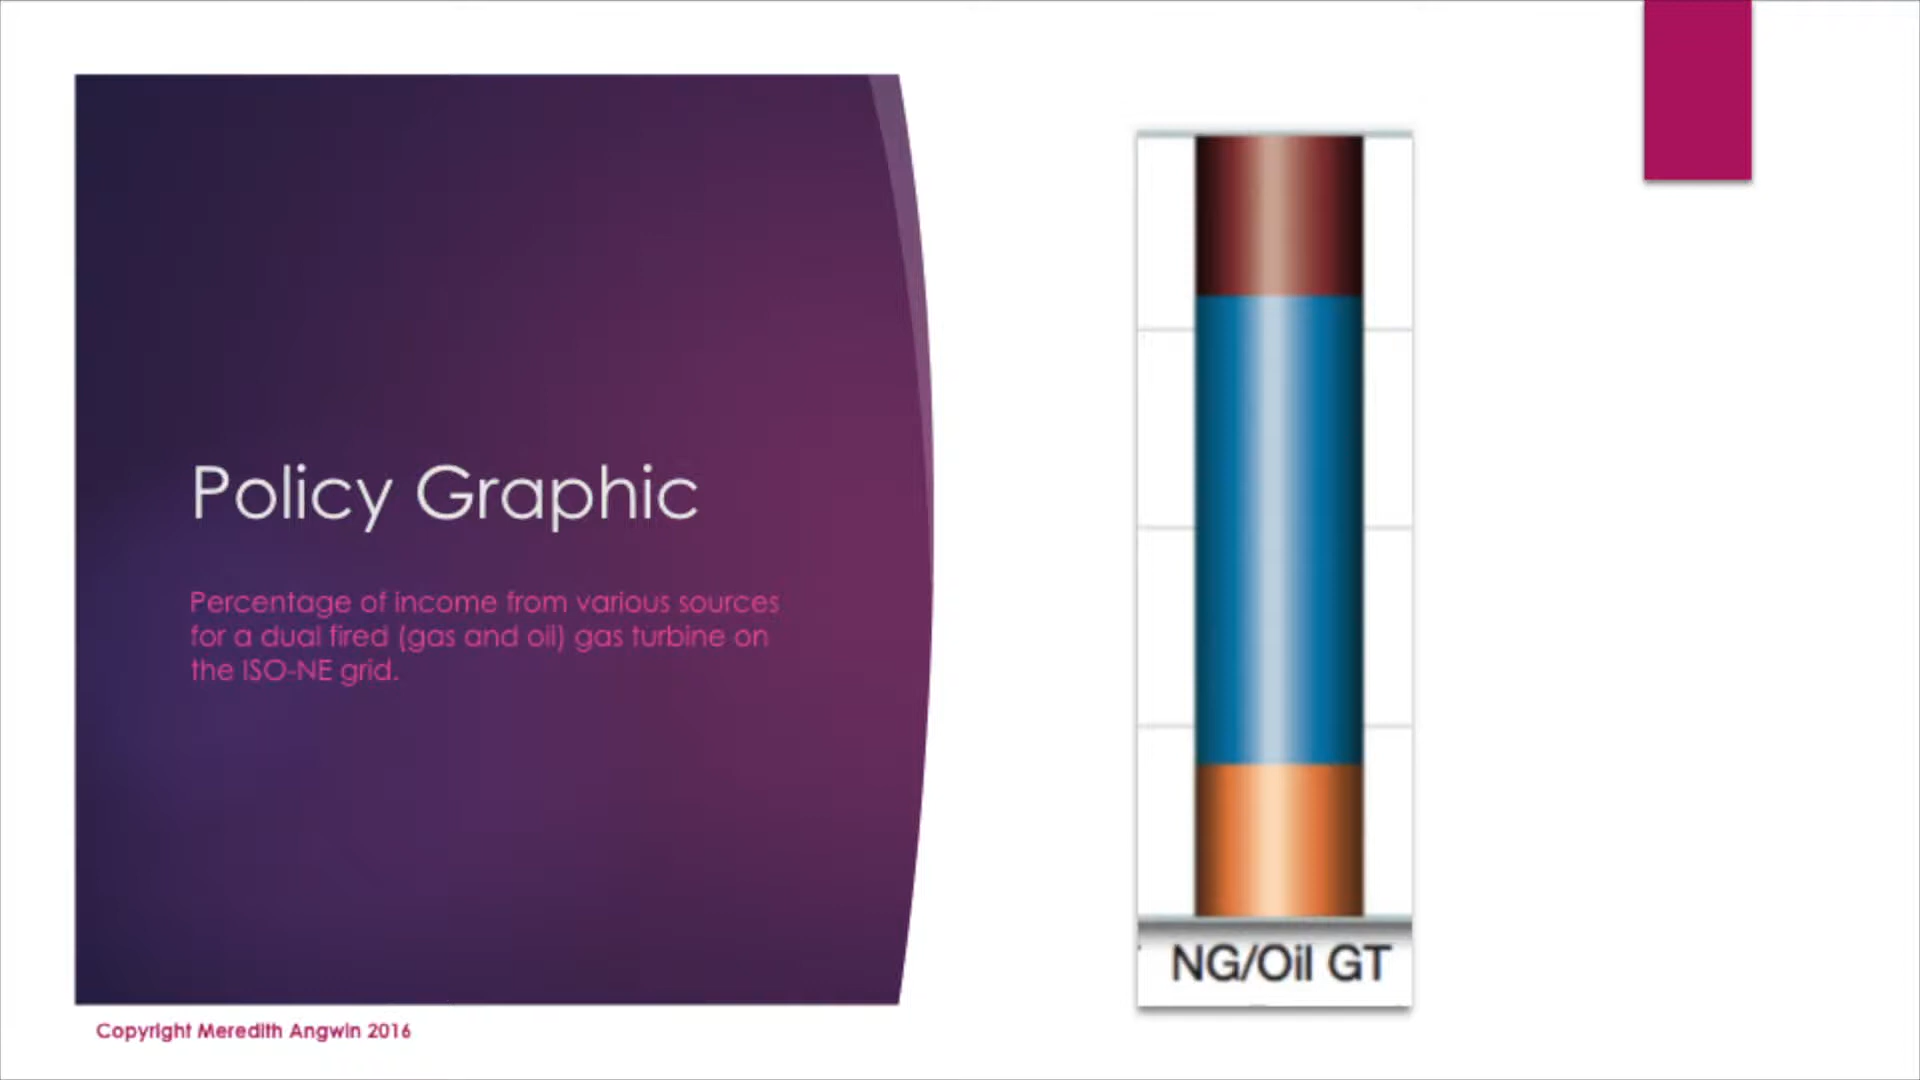 Policy Graphic
Percentage of income from various sources
for a dual fired (gas and oil) gas turbine on
the ISO-NE grid.
NG/Oil GT
Copyright Meredith Angwin 2016